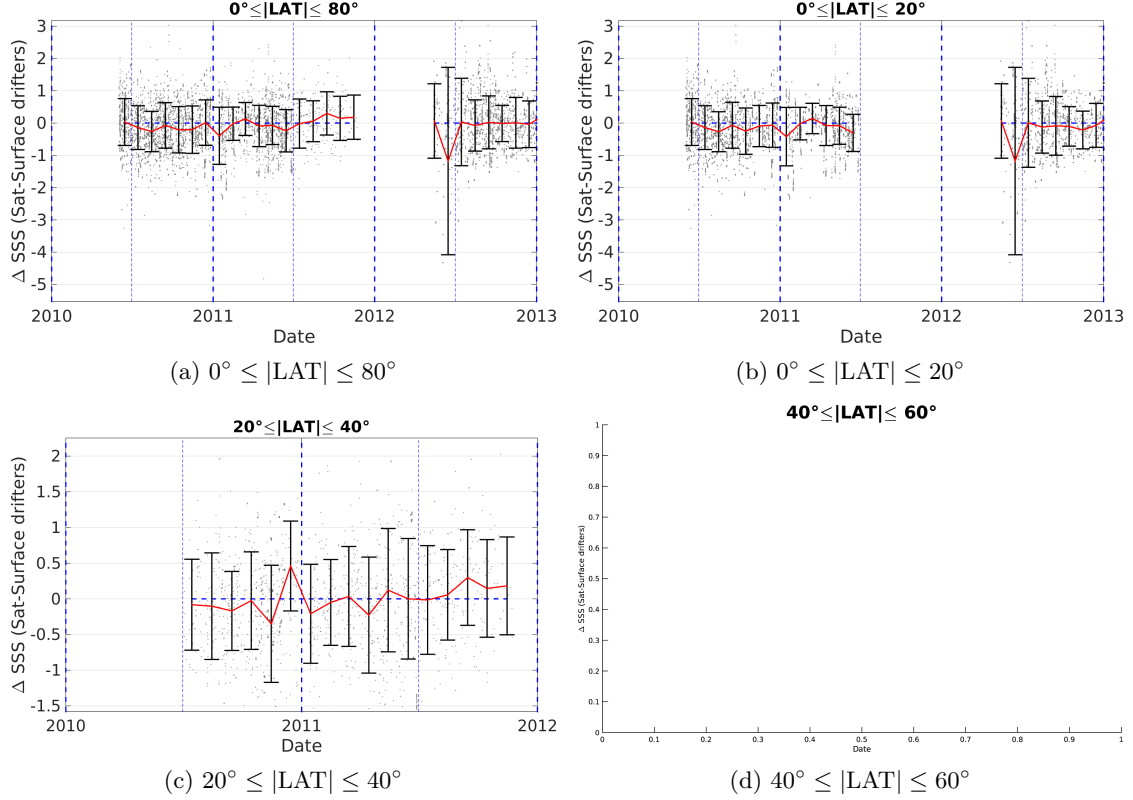 0°≤|LAT|≤ 80°
3
2
1
0
-1
-2
-3
-4
-5
Δ SSS (Sat-Surface drifters)
2010 2011 2012 2013
Date
(a) 0° ≤ |LAT| ≤ 80°
0°≤|LAT|≤ 20°
3
2
1
0
-1
-2
-3
-4
-5
Δ SSS (Sat-Surface drifters)
2010 2011 2012 2013
Date
(b) 0° ≤ |LAT| ≤ 20°
20°≤|LAT|≤ 40°
2
1.5
1
0.5
0
-0.5
-1
-1.5
Δ SSS (Sat-Surface drifters)
2010 2011 2012
Date
(c) 20° ≤ |LAT| ≤ 40°
40°≤|LAT|≤ 60°
1
0.9
0.8
0.7
0.6
0.5
0.4
0.3
0.2
0.1
0
Δ SSS (Sat-Surface drifters)
0 0.1 0.2 0.3 0.4 0.5 0.6 0.7 0.8 0.9 1
Date
(d) 40° ≤ |LAT| ≤ 60°